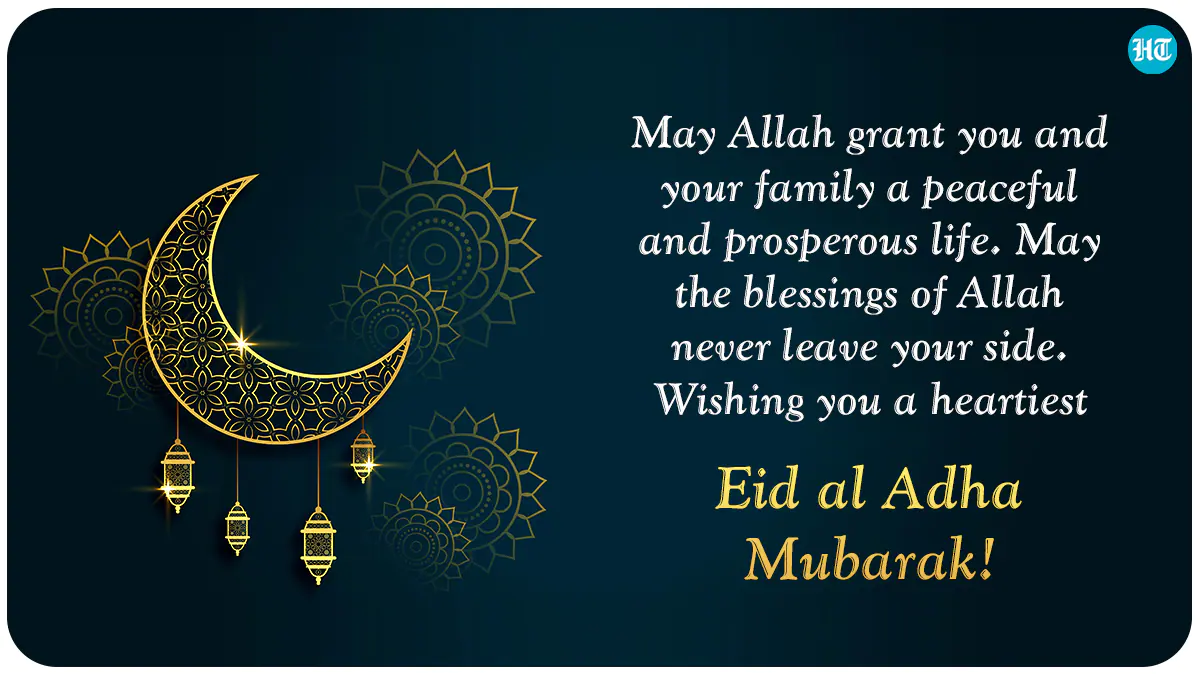 HT
May Allah grant you and
your family a peaceful
and prosperous life. May
the blessings of Allah
never leave your side.
Wishing you a heartiest
Eid al Adha
Mubarak!